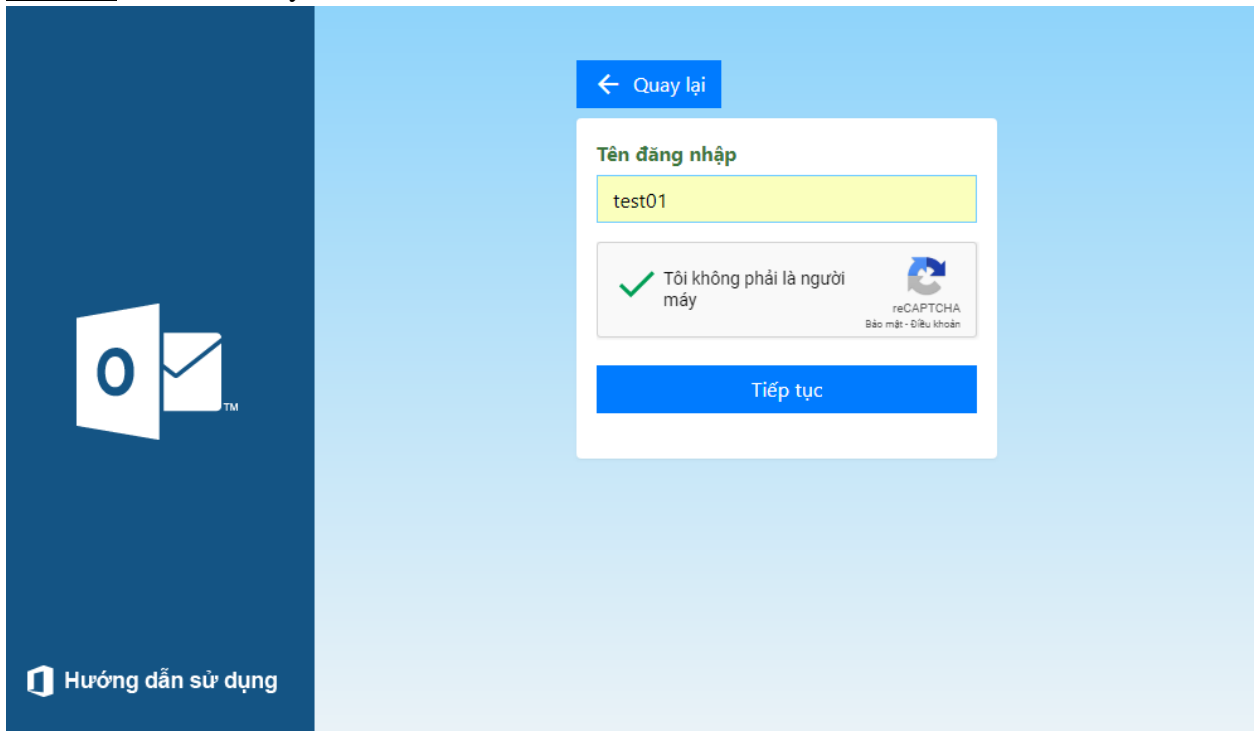 Quay lại
Tên đăng nhập
test01
Tôi không phải là người
máy
reCAPTCHA
Bảo mật - Điều khoản
Tiếp tục
O
TM
Hướng dẫn sử dụng